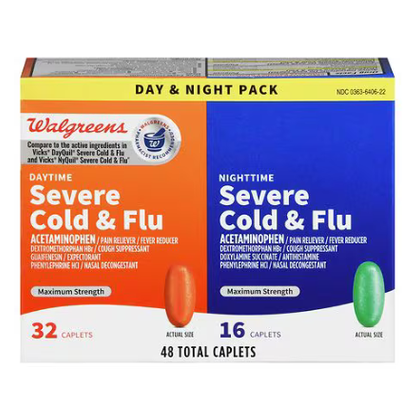 DAY & NIGHT PACK
NDC 0363-6406-22
Walgreens
Compare to the active ingredients in
Vicks® DayQuil® Severe Cold & Flu
and Vicks® NyQuil® Severe Cold & Flu*
WALGREENS
PHARMACIST RECOMMENDED
DAYTIME
Severe
Cold & Flu
ACETAMINOPHEN / PAIN RELIEVER / FEVER REDUCER
DEXTROMETHORPHAN HBr / COUGH SUPPRESSANT
GUAIFENESIN / EXPECTORANT
PHENYLEPHRINE HCl / NASAL DECONGESTANT
Maximum Strength
32 CAPLETS
ACTUAL SIZE
NIGHTTIME
Severe
Cold & Flu
ACETAMINOPHEN / PAIN RELIEVER / FEVER REDUCER
DEXTROMETHORPHAN HBr / COUGH SUPPRESSANT
DOXYLAMINE SUCCINATE / ANTIHISTAMINE
PHENYLEPHRINE HCl / NASAL DECONGESTANT
Maximum Strength
16 CAPLETS
ACTUAL SIZE
48 TOTAL CAPLETS